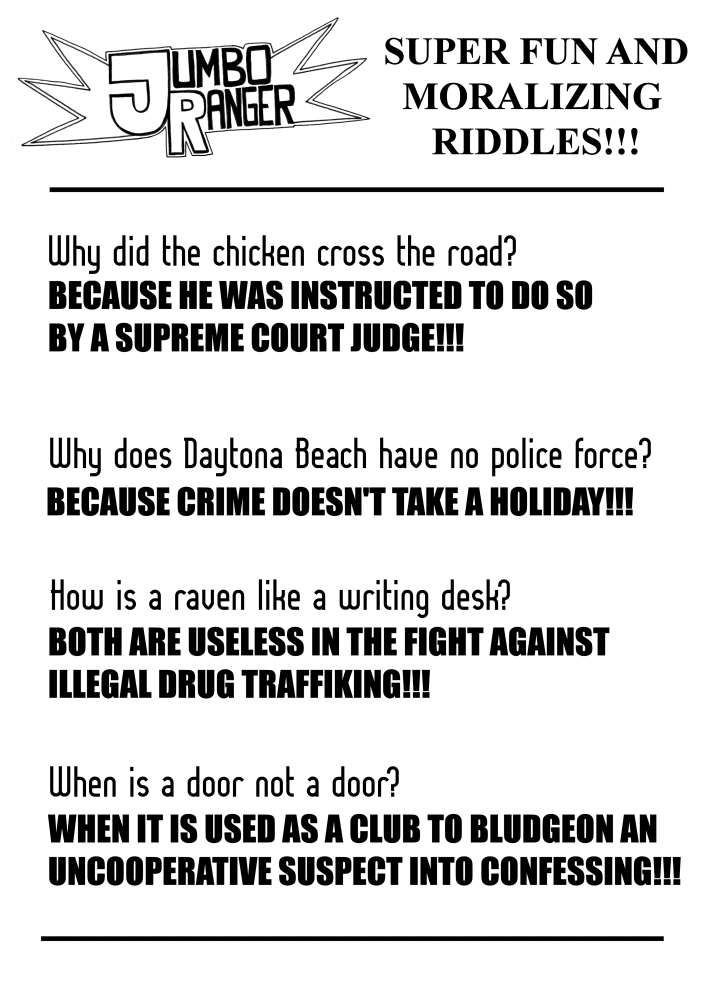 JUMBO
RANGER
SUPER FUN AND
MORALIZING
RIDDLES!!!
Why did the chicken cross the road?
BECAUSE HE WAS INSTRUCTED TO DO SO
BY A SUPREME COURT JUDGE!!!
Why does Daytona Beach have no police force?
BECAUSE CRIME DOESN'T TAKE A HOLIDAY!!!
How is a raven like a writing desk?
BOTH ARE USELESS IN THE FIGHT AGAINST
ILLEGAL DRUG TRAFFIKING!!!
When is a door not a door?
WHEN IT IS USED AS A CLUB TO BLUDGEON AN
UNCOOPERATIVE SUSPECT INTO CONFESSING!!!